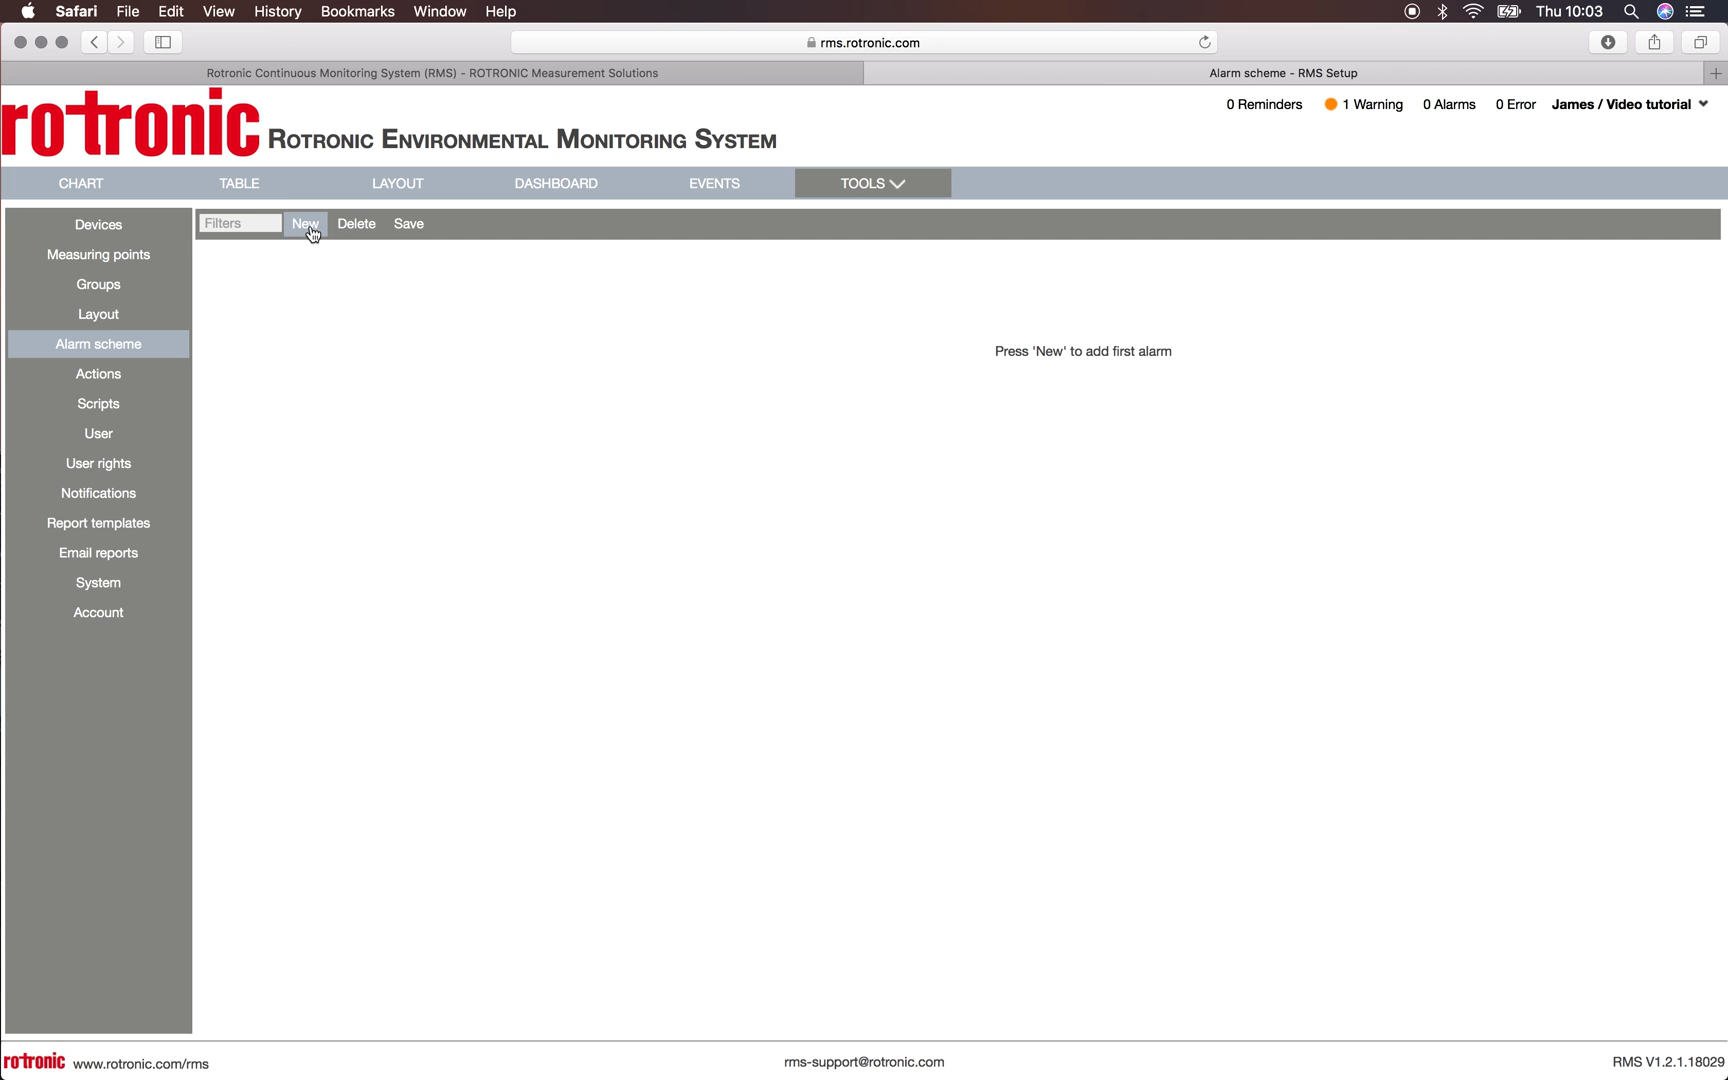 Safari File Edit View History Bookmarks Window Help Thu 10:03
rms.rotronic.com
Rotronic Continuous Monitoring System (RMS) - ROTRONIC Measurement Solutions
Alarm scheme - RMS Setup
rotronic ROTRONIC ENVIRONMENTAL MONITORING SYSTEM
0 Reminders 1 Warning 0 Alarms 0 Error James / Video tutorial
CHART TABLE LAYOUT DASHBOARD EVENTS TOOLS
Filters New Delete Save
Devices
Measuring points
Groups
Layout
Alarm scheme
Actions
Scripts
User
User rights
Notifications
Report templates
Email reports
System
Account
Press 'New' to add first alarm
rotronic www.rotronic.com/rms
rms-support@rotronic.com
RMS V1.2.1.18029